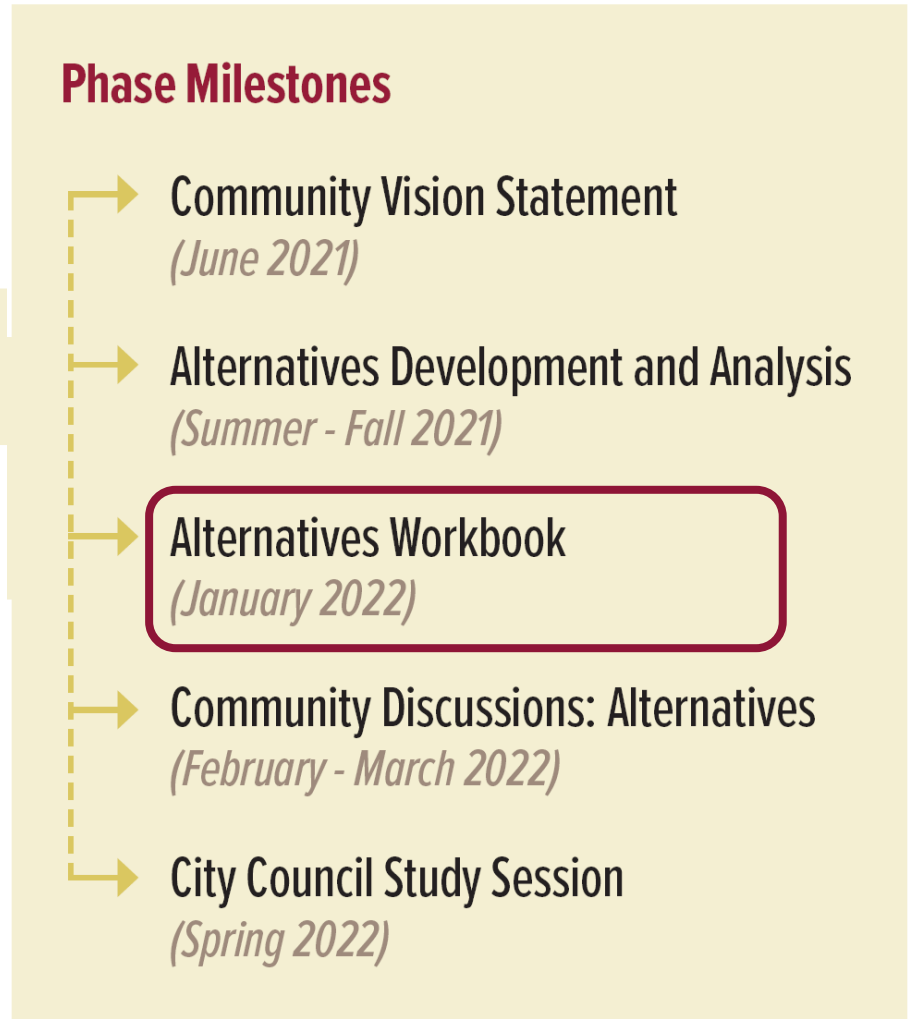 Phase Milestones
Community Vision Statement
(June 2021)
Alternatives Development and Analysis
(Summer - Fall 2021)
Alternatives Workbook
(January 2022)
Community Discussions: Alternatives
(February - March 2022)
City Council Study Session
(Spring 2022)